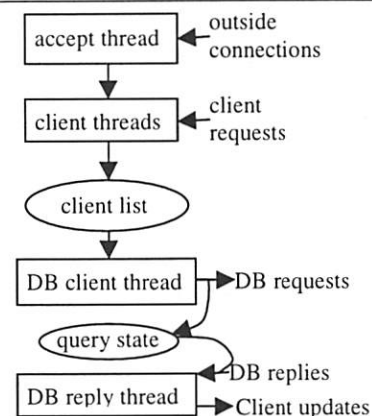 accept thread
outside
connections
client threads
client
requests
client list
DB client thread
DB requests
query state
DB replies
DB reply thread
Client updates